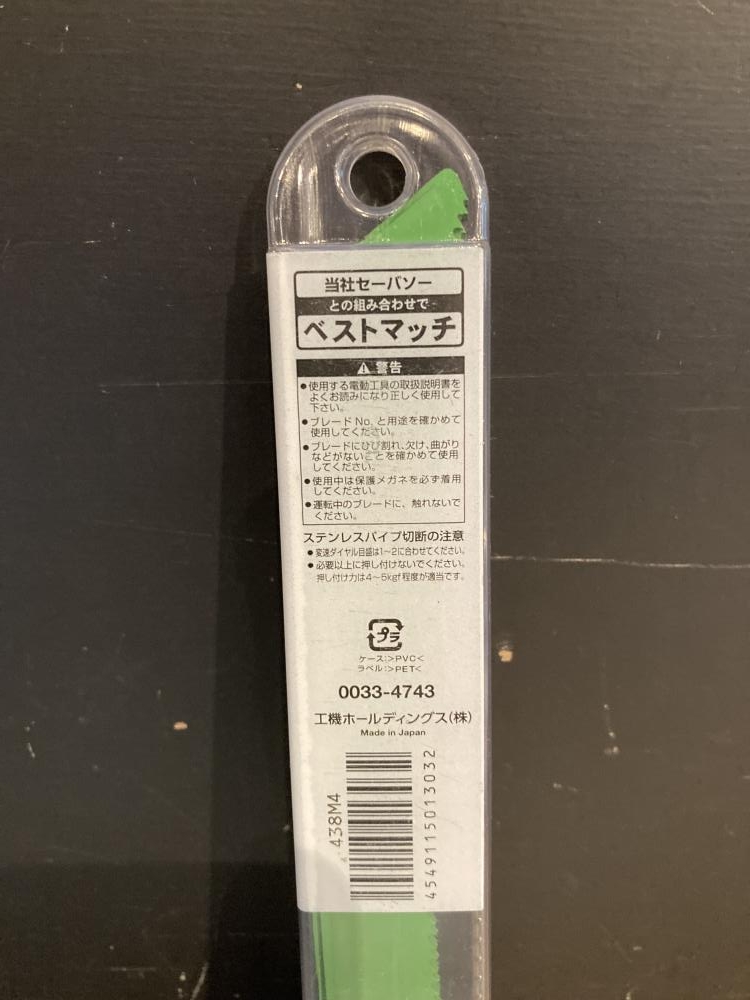 当社セーバソー
との組み合わせで
ベストマッチ
警告
●使用する電動工具の取扱説明書を
よくお読みになり正しく使用して
下さい。
●ブレード No. と用途を確かめて
使用してください。
●ブレードにひび割れ、欠け、曲がり
などがないことを確かめて使用
してください。
●使用中は保護メガネを必ず着用
してください。
●運転中のブレードに、触れないで
ください。
ステンレスパイプ切断の注意
●変速ダイヤル目盛は1〜2に合わせてください。
●必要以上に押し付けないでください。
押し付け力は4〜5kgf程度が適当です。
プラ
ケース:>PVC<
ラベル:>PET<
0033-4743
工機ホールディングス(株)
Made in Japan
438M4
4549115013032